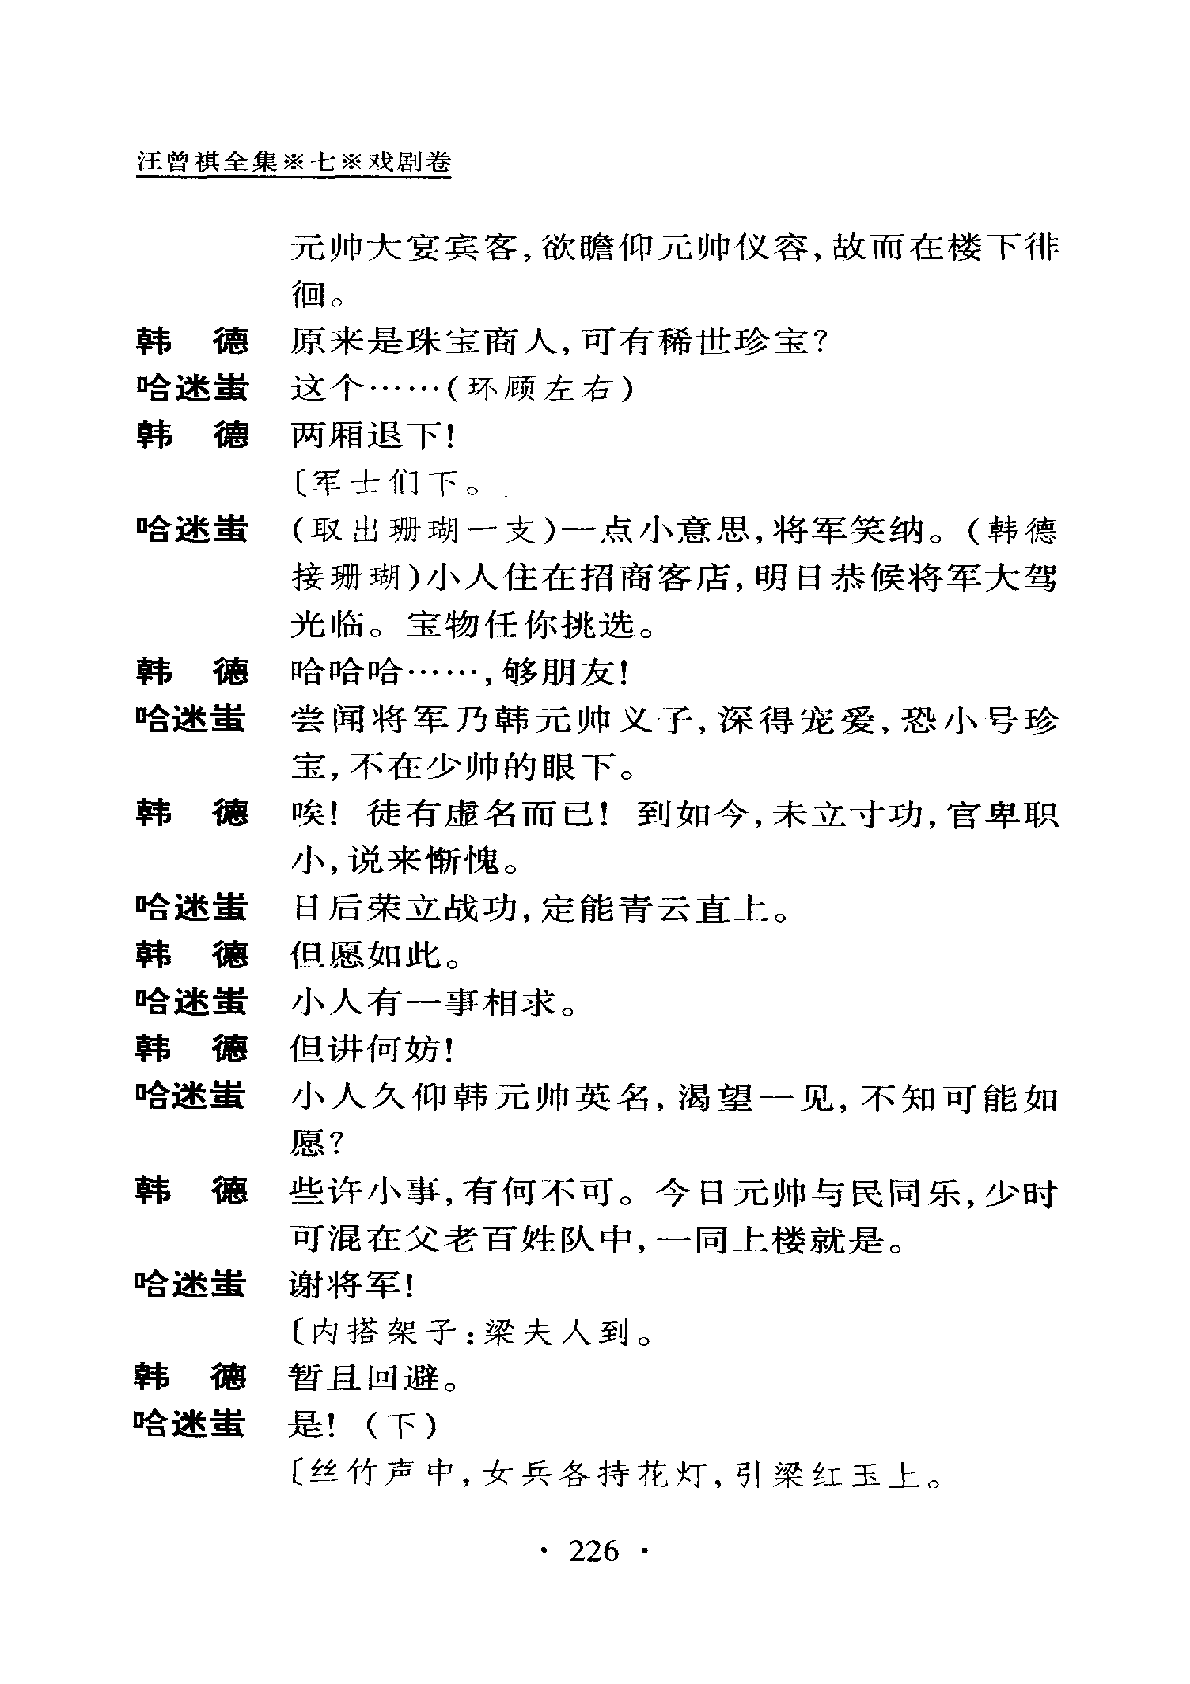 汪曾祺全集※七※戏剧卷
元帅大宴宾客,欲瞻仰元帅仪容,故而在楼下徘
徊。
韩　德　原来是珠宝商人,可有稀世珍宝?
哈迷蚩　这个……(环顾左右)
韩　德　两厢退下!
〔军士们下。
哈迷蚩　(取出珊瑚一支)一点小意思,将军笑纳。(韩德
接珊瑚)小人住在招商客店,明日恭候将军大驾
光临。宝物任你挑选。
韩　德　哈哈哈……,够朋友!
哈迷蚩　尝闻将军乃韩元帅义子,深得宠爱,恐小号珍
宝,不在少帅的眼下。
韩　德　唉! 徒有虚名而已! 到如今,未立寸功,官卑职
小,说来惭愧。
哈迷蚩　日后荣立战功,定能青云直上。
韩　德　但愿如此。
哈迷蚩　小人有一事相求。
韩　德　但讲何妨!
哈迷蚩　小人久仰韩元帅英名,渴望一见,不知可能如
愿?
韩　德　些许小事,有何不可。今日元帅与民同乐,少时
可混在父老百姓队中,一同上楼就是。
哈迷蚩　谢将军!
〔内搭架子:梁夫人到。
韩　德　暂且回避。
哈迷蚩　是! (下)
〔丝竹声中,女兵各持花灯,引梁红玉上。
· 226 ·